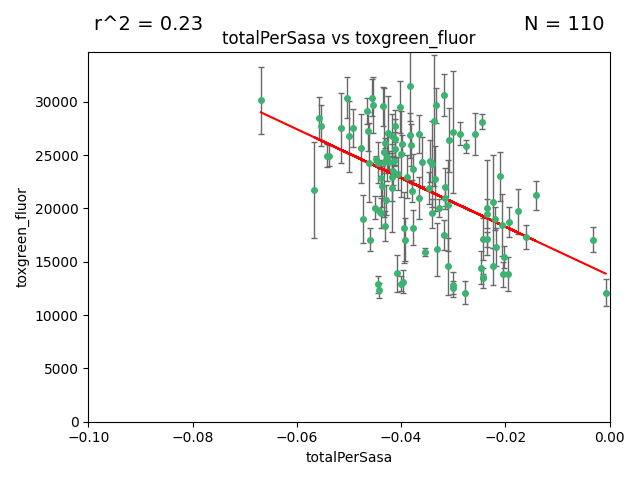 r^2 = 0.23
N = 110
totalPerSasa vs toxgreen_fluor
30000
25000
20000
15000
10000
5000
0
toxgreen_fluor
−0.10
−0.08
−0.06
−0.04
−0.02
0.00
totalPerSasa